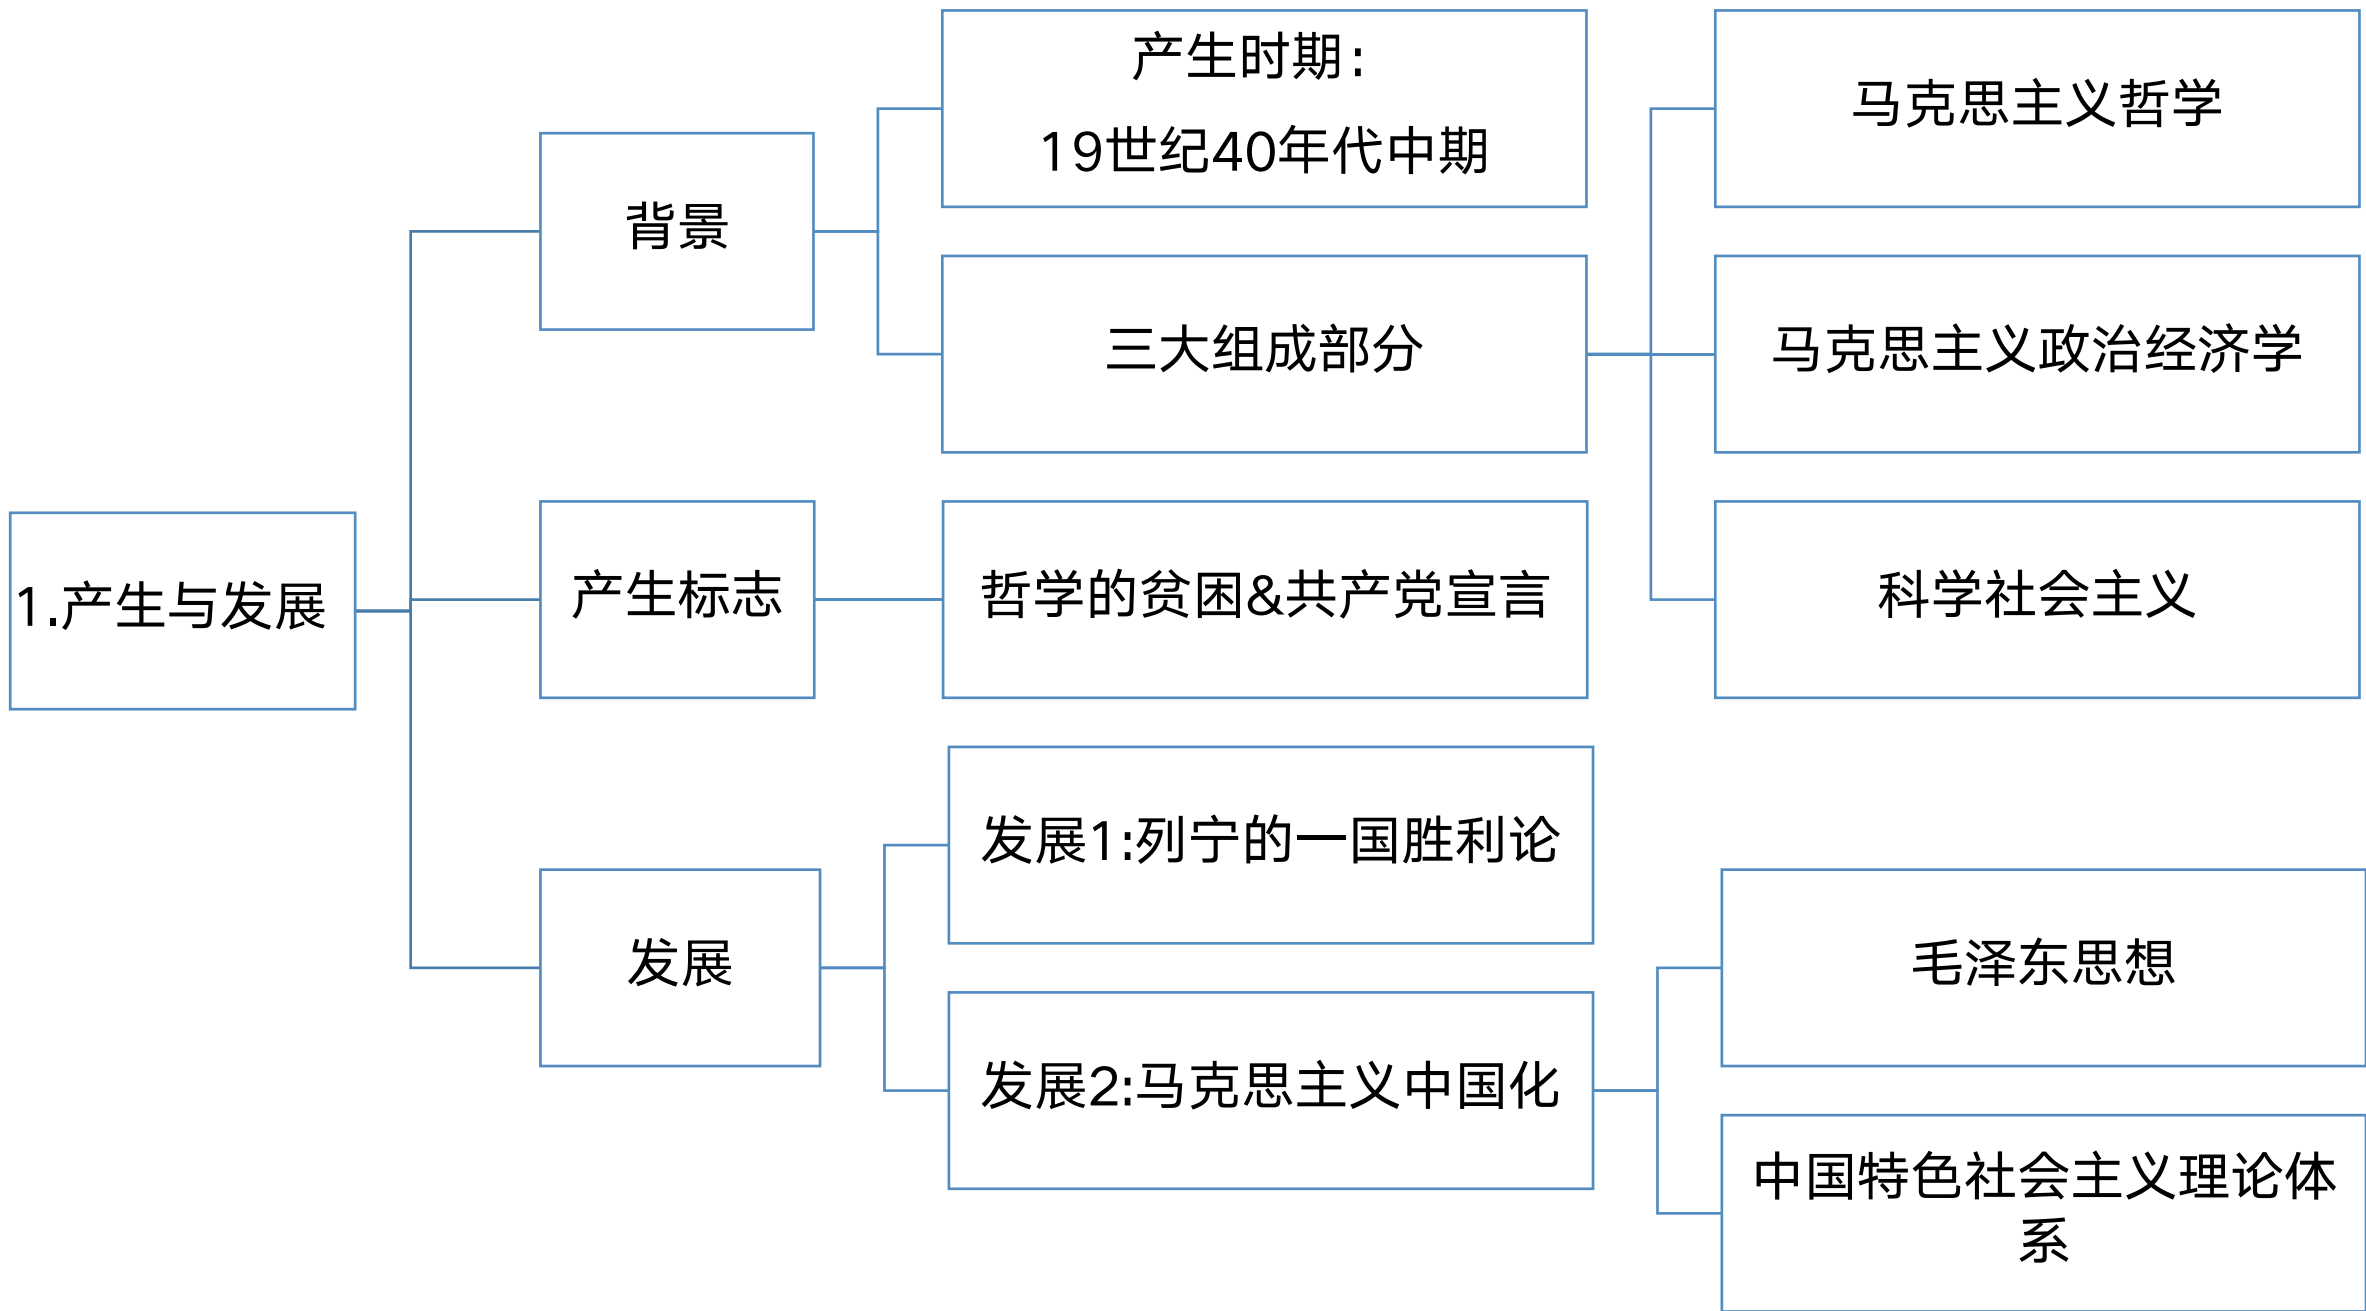 1.产生与发展
背景
产生时期:
19世纪40年代中期
三大组成部分
马克思主义哲学
马克思主义政治经济学
科学社会主义
产生标志
哲学的贫困&共产党宣言
发展
发展1:列宁的一国胜利论
发展2:马克思主义中国化
毛泽东思想
中国特色社会主义理论体
系